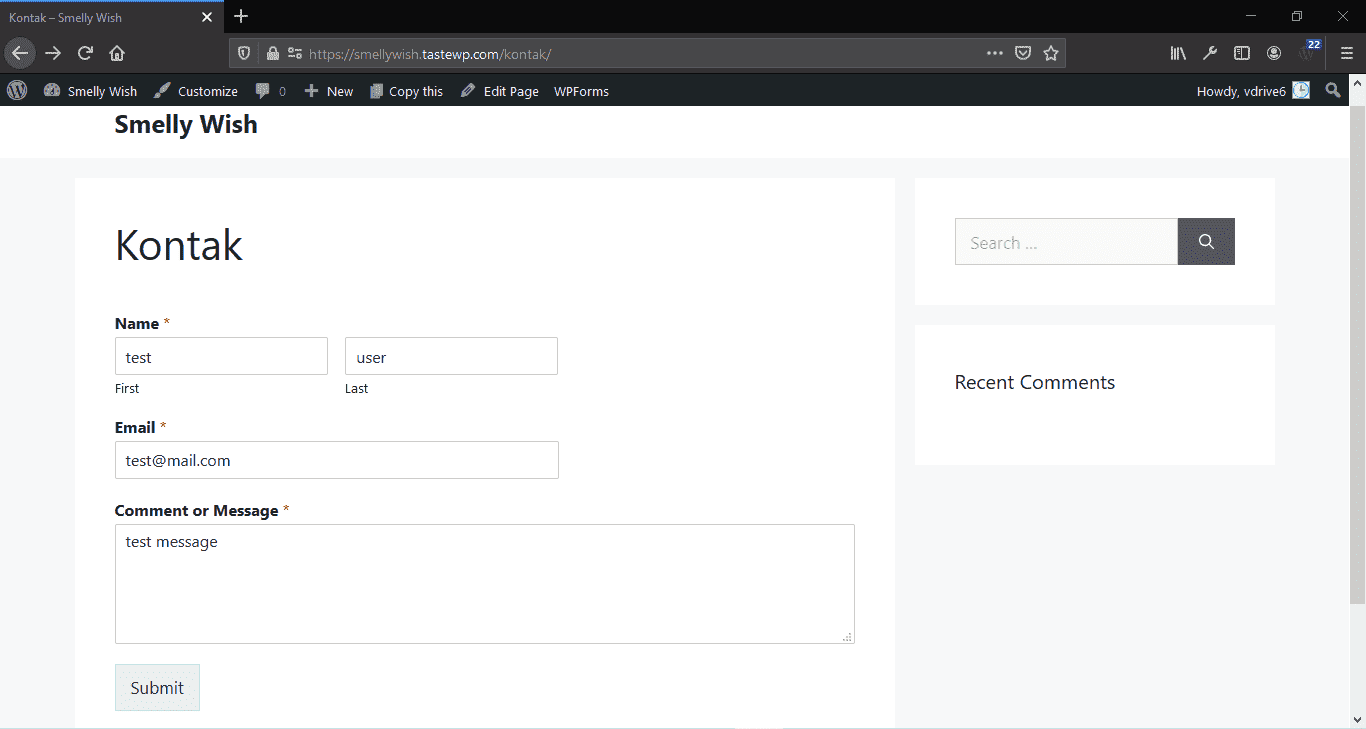 Kontak – Smelly Wish
https://smellywish.tastewp.com/kontak/
22
Smelly Wish Customize 0 New Copy this Edit Page WPForms Howdy, vdrive6
Smelly Wish
Kontak
Search ...
Name *
test user
First Last
Recent Comments
Email *
test@mail.com
Comment or Message *
test message
Submit